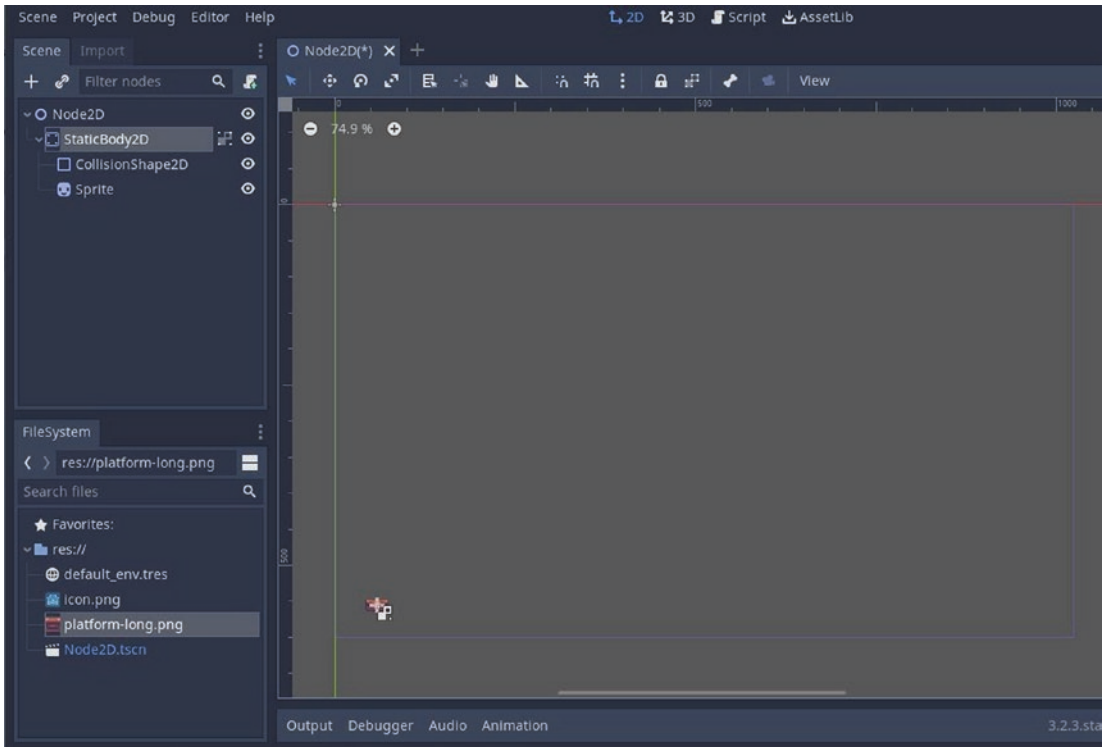 Scene Project Debug Editor Help 2D 3D Script AssetLib
Scene Import
Node2D(*)
Filter nodes
View
Node2D
StaticBody2D
CollisionShape2D
Sprite
0 500 1000
74.9 %
0
500
FileSystem
res://platform-long.png
Search files
Favorites:
res://
default_env.tres
icon.png
platform-long.png
Node2D.tscn
Output Debugger Audio Animation
3.2.3.sta